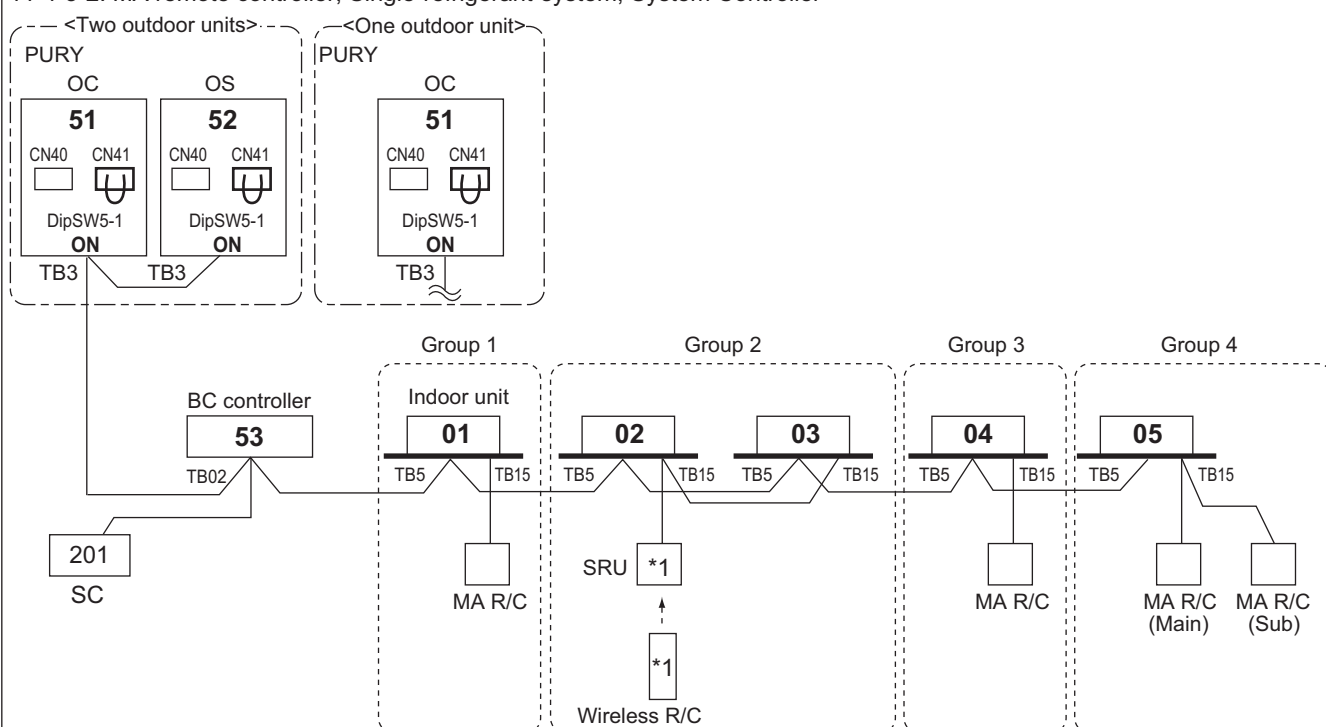 <Two outdoor units>
<One outdoor unit>
PURY
PURY
OC
OS
OC
51
52
51
CN40 CN41
CN40 CN41
CN40 CN41
DipSW5-1
DipSW5-1
DipSW5-1
ON
ON
ON
TB3
TB3
TB3
Group 1
Group 2
Group 3
Group 4
BC controller
Indoor unit
53
01
02
03
04
05
TB02
TB5
TB15
TB5
TB15
TB5
TB15
TB5
TB15
TB5
TB15
201
SC
SRU
*1
MA R/C
MA R/C
MA R/C
(Main)
MA R/C
(Sub)
*1
Wireless R/C